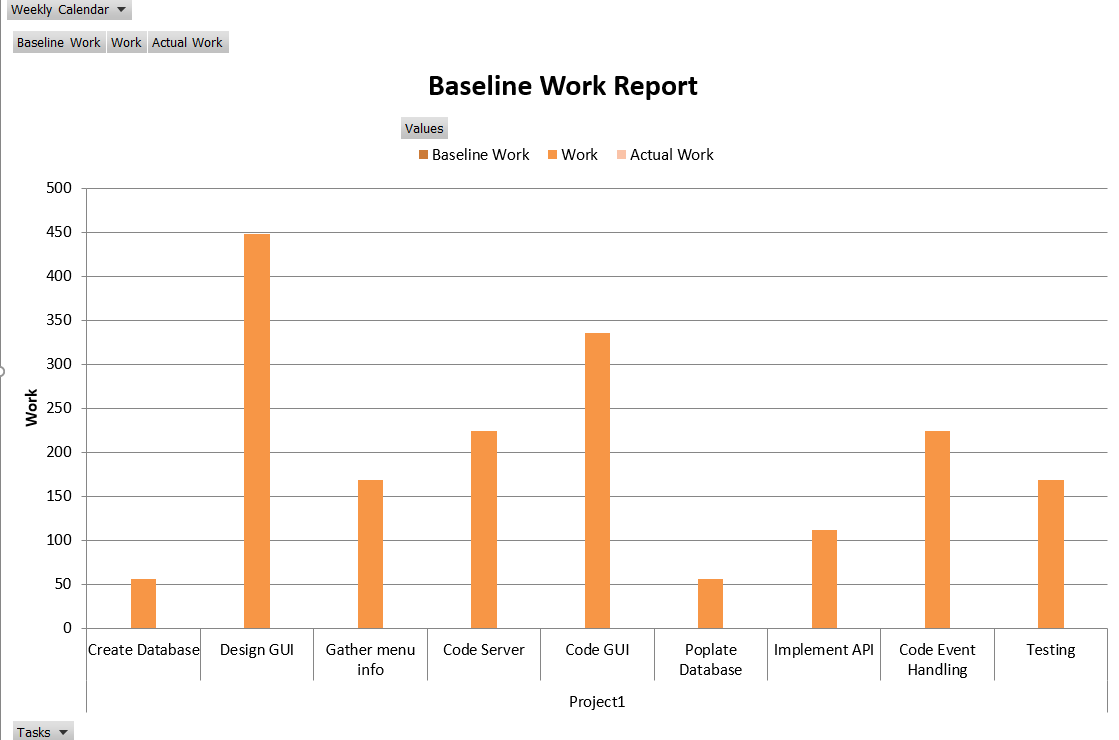 Weekly Calendar
Baseline Work Work Actual Work
Baseline Work Report
Values
Baseline Work Work Actual Work
500
450
400
350
300
250
200
150
100
50
0
Work
Create Database Design GUI Gather menu info Code Server Code GUI Poplate Database Implement API Code Event Handling Testing
Project1
Tasks